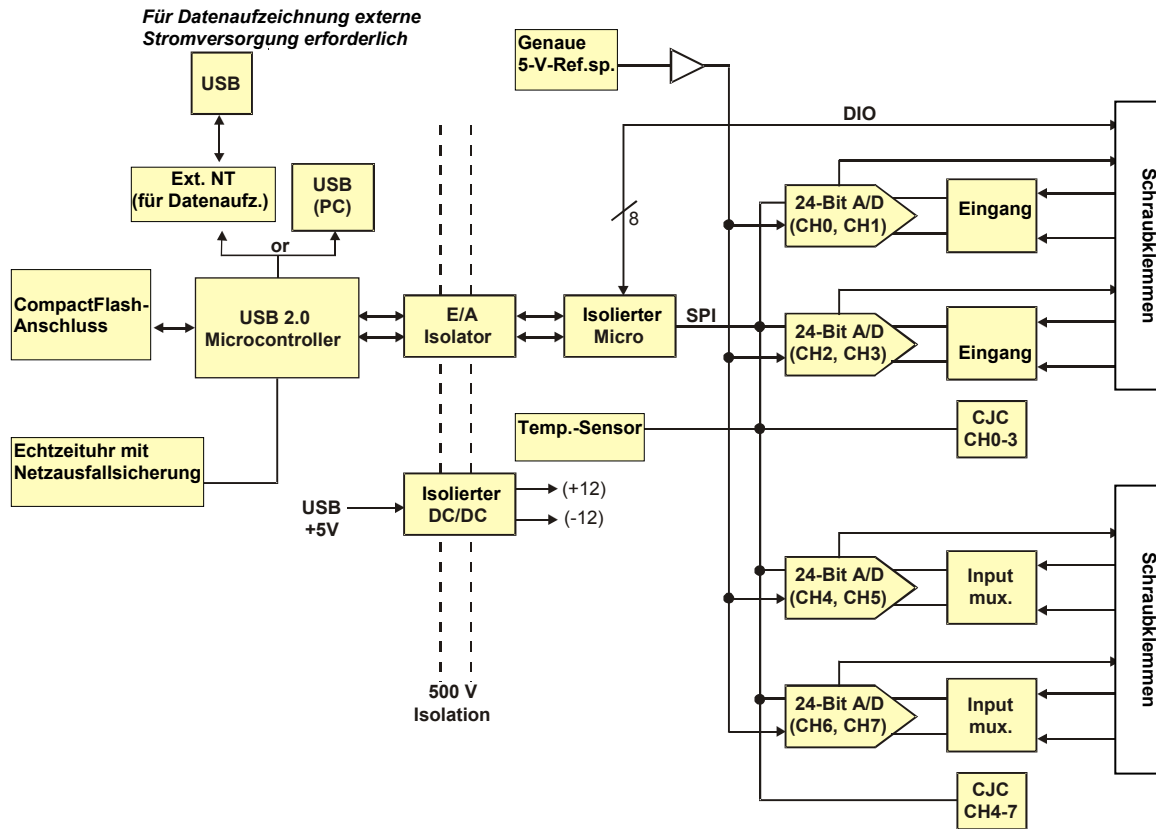 Für Datenaufzeichnung externe
Stromversorgung erforderlich
USB
Ext. NT
(für Datenaufz.)
USB
(PC)
or
CompactFlash-
Anschluss
USB 2.0
Microcontroller
Echtzeituhr mit
Netzausfallsicherung
E/A
Isolator
Isolierter
Micro
SPI
8
DIO
Genaue
5-V-Ref.sp.
24-Bit A/D
(CH0, CH1)
Eingang
24-Bit A/D
(CH2, CH3)
Eingang
Schraubklemmen
Temp.-Sensor
CJC
CH0-3
USB
+5V
Isolierter
DC/DC
(+12)
(-12)
500 V
Isolation
24-Bit A/D
(CH4, CH5)
Input
mux.
24-Bit A/D
(CH6, CH7)
Input
mux.
Schraubklemmen
CJC
CH4-7